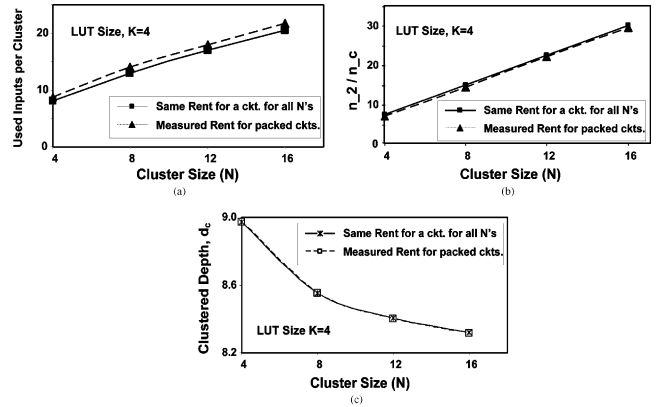 Used Inputs per Cluster
20
10
0
LUT Size, K=4
Same Rent for a ckt. for all N's
Measured Rent for packed ckts.
4 8 12 16
Cluster Size (N)
(a)
n_2 / n_c
30
20
10
0
LUT Size, K=4
Same Rent for a ckt. for all N's
Measured Rent for packed ckts.
4 8 12 16
Cluster Size (N)
(b)
Clustered Depth, d_c
9.0
8.6
8.2
Same Rent for a ckt. for all N's
Measured Rent for packed ckts.
LUT Size K=4
4 8 12 16
Cluster Size (N)
(c)